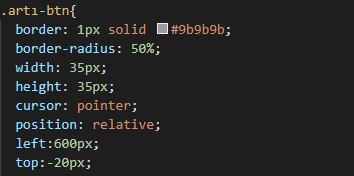 .artı-btn{
border: 1px solid #9b9b9b;
border-radius: 50%;
width: 35px;
height: 35px;
cursor: pointer;
position: relative;
left:600px;
top:-20px;